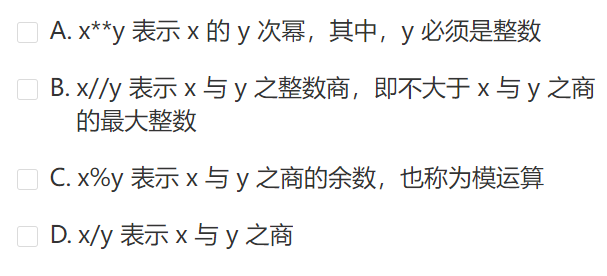 A. x**y 表示 x 的 y 次幂，其中，y 必须是整数
B. x//y 表示 x 与 y 之整数商，即不大于 x 与 y 之商
的最大整数
C. x%y 表示 x 与 y 之商的余数，也称为模运算
D. x/y 表示 x 与 y 之商